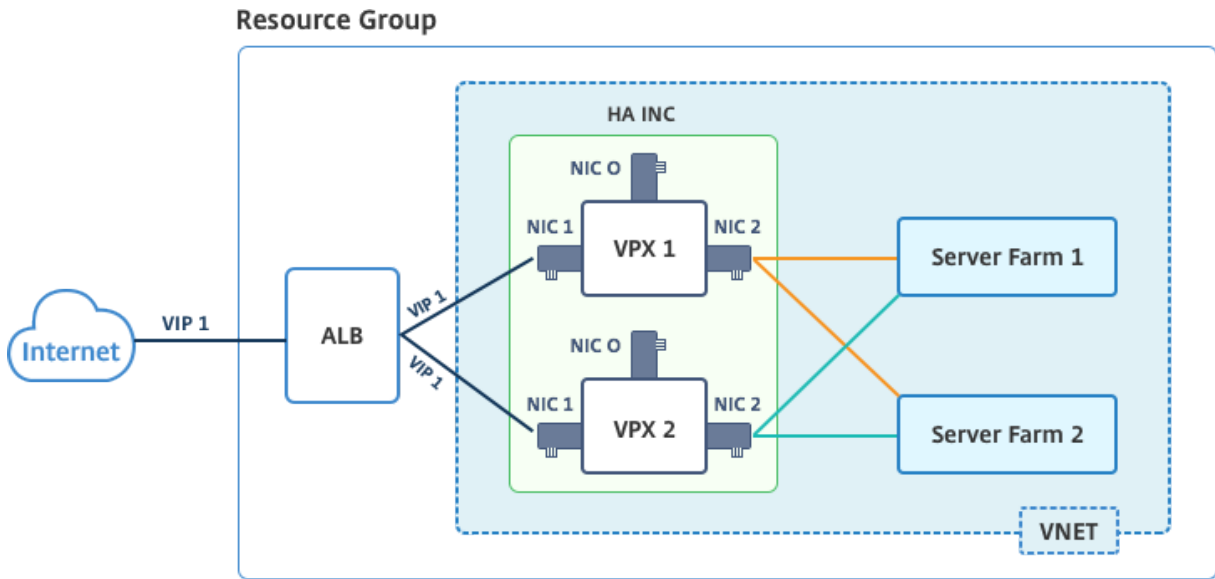 Resource Group
HA INC
NIC O
NIC 1
VPX 1
NIC 2
Server Farm 1
VIP 1
Internet
VIP 1
ALB
VIP 1
NIC O
NIC 1
VPX 2
NIC 2
Server Farm 2
VNET